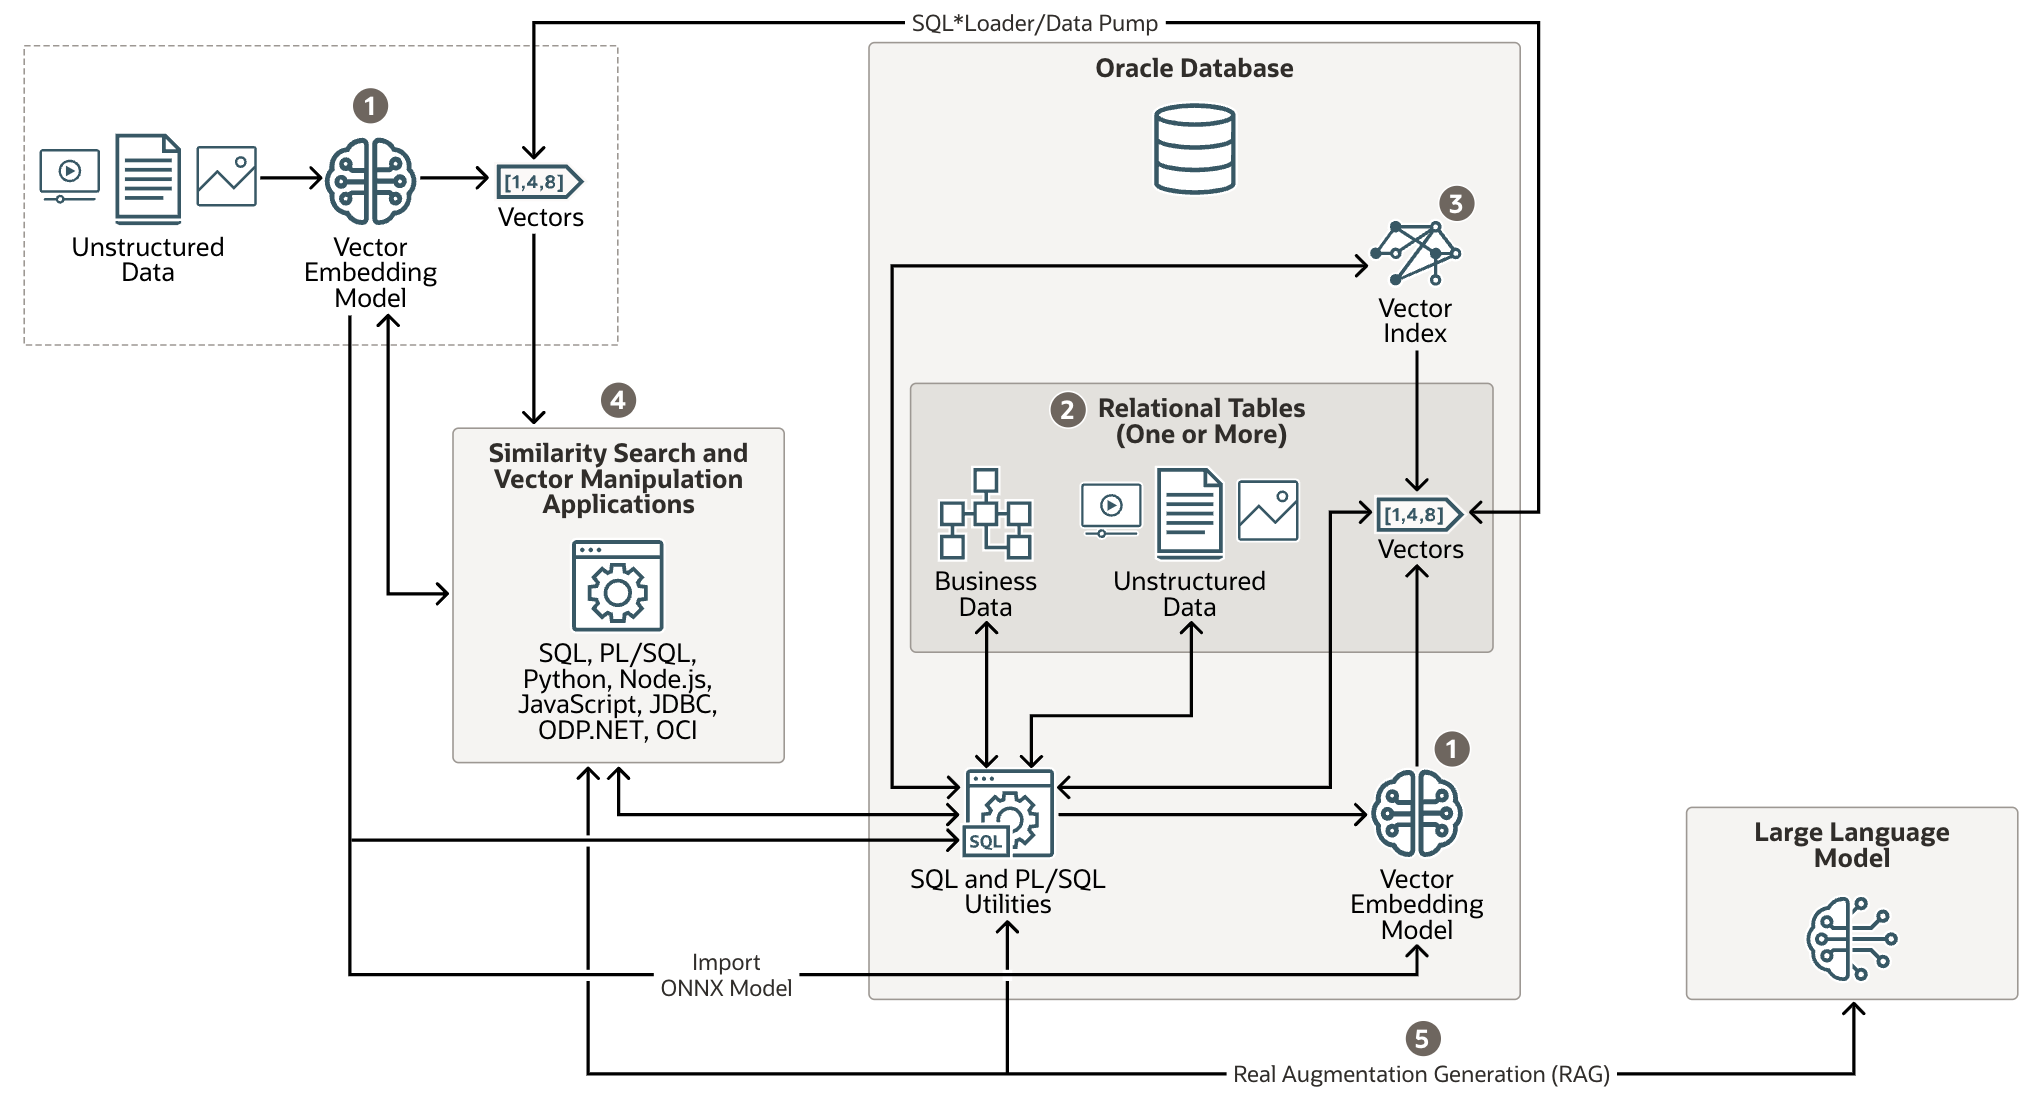 SQL*Loader/Data Pump
1
Unstructured
Data
Vector
Embedding
Model
[1,4,8]
Vectors
4
Similarity Search and
Vector Manipulation
Applications
SQL, PL/SQL,
Python, Node.js,
JavaScript, JDBC,
ODP.NET, OCI
Oracle Database
3
Vector
Index
2 Relational Tables
(One or More)
Business
Data
Unstructured
Data
[1,4,8]
Vectors
SQL
SQL and PL/SQL
Utilities
1
Vector
Embedding
Model
Large Language
Model
Import
ONNX Model
5
Real Augmentation Generation (RAG)